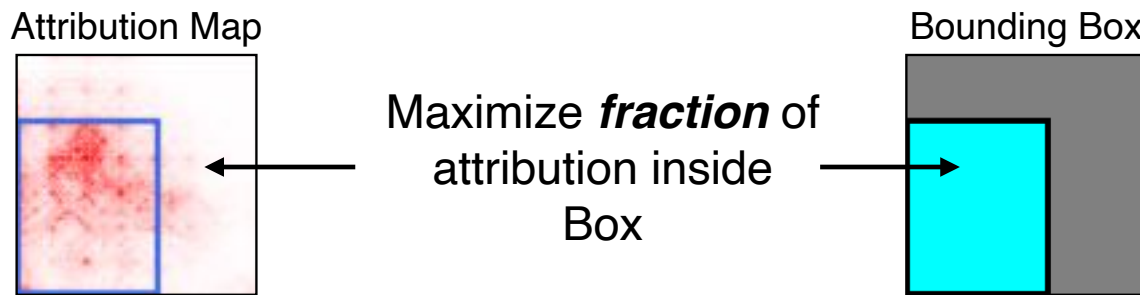 Attribution Map
Bounding Box
Maximize fraction of
attribution inside
Box